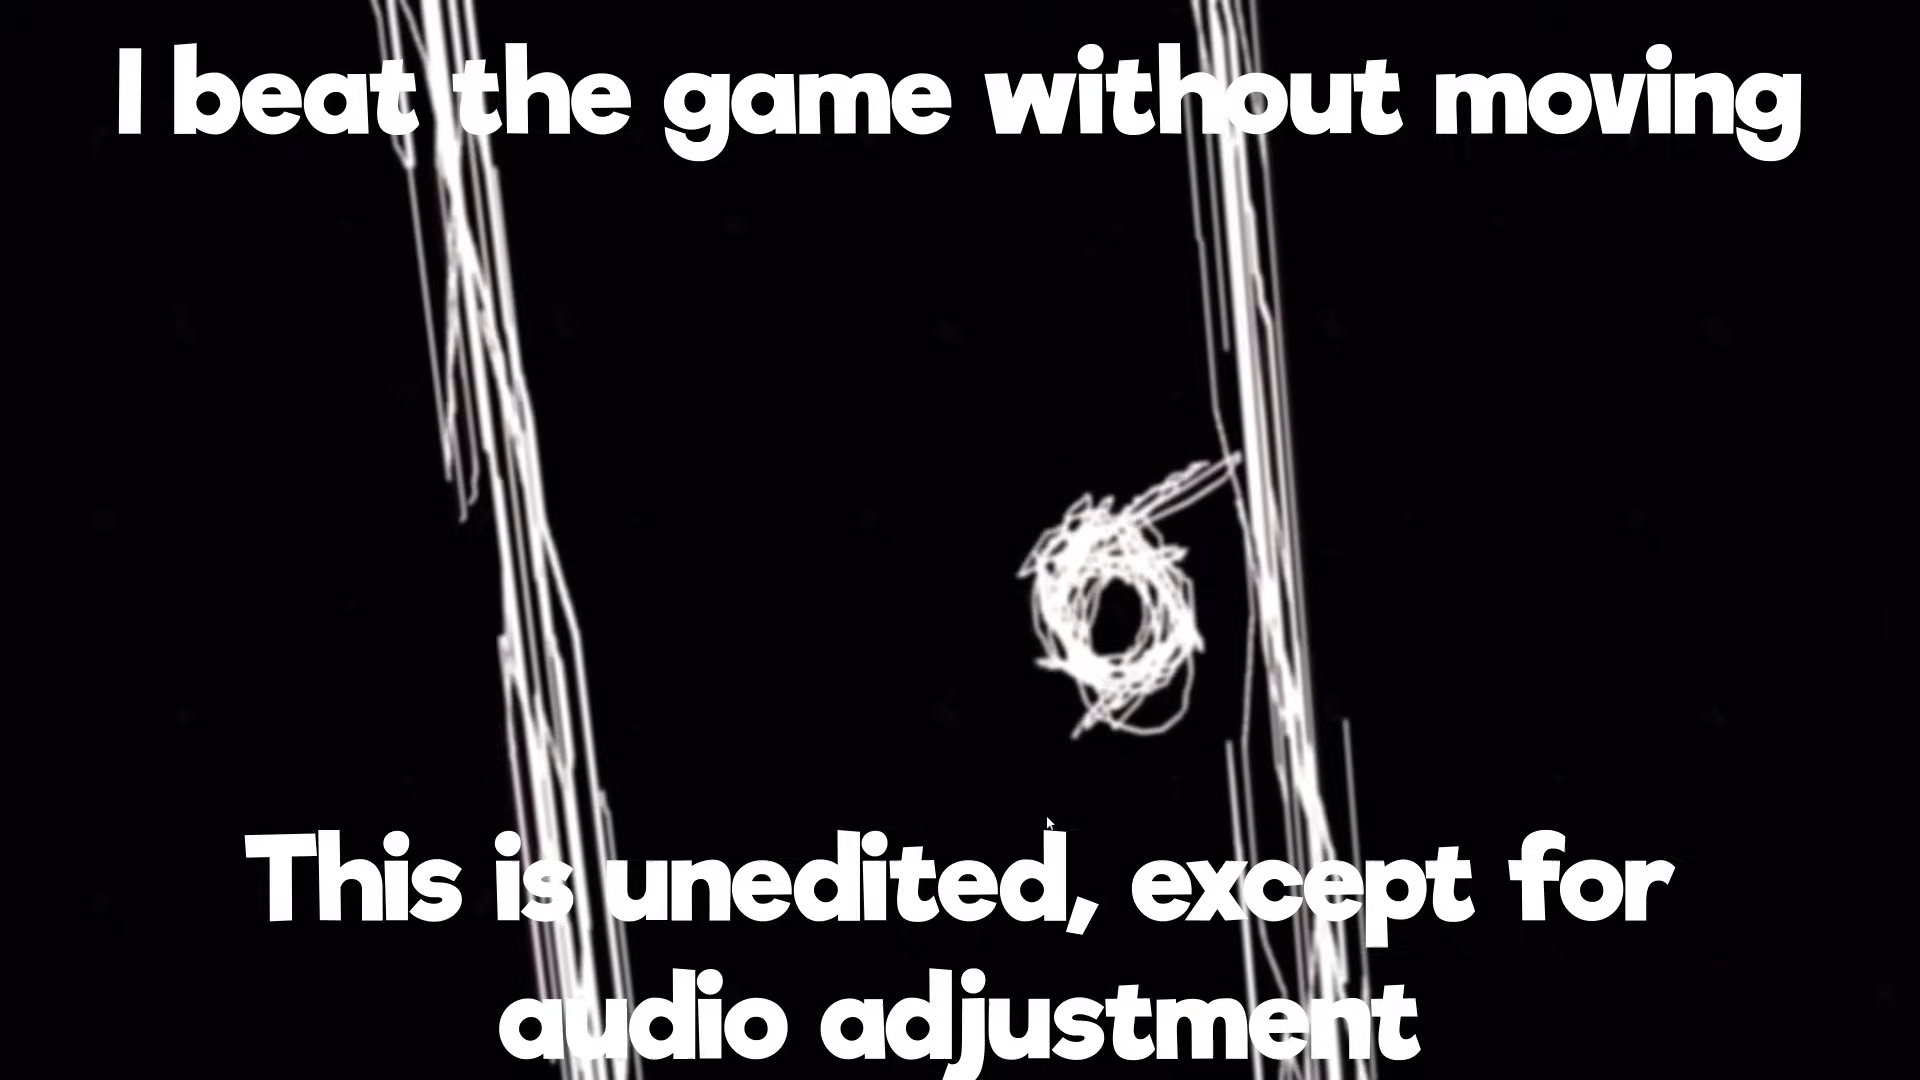 I beat the game without moving
This is unedited, except for
audio adjustment